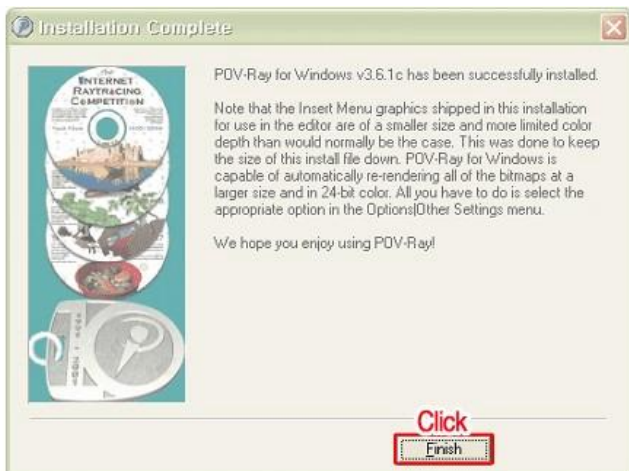 Installation Complete
INTERNET
RAYTRACING
COMPETITION
POV-Ray for Windows v3.6.1c has been successfully installed.
Note that the Insert Menu graphics shipped in this installation
for use in the editor are of a smaller size and more limited color
depth than would normally be the case. This was done to keep
the size of this install file down. POV-Ray for Windows is
capable of automatically re-rendering all of the bitmaps at a
larger size and in 24-bit color. All you have to do is select the
appropriate option in the Options|Other Settings menu.
We hope you enjoy using POV-Ray!
Click
Finish